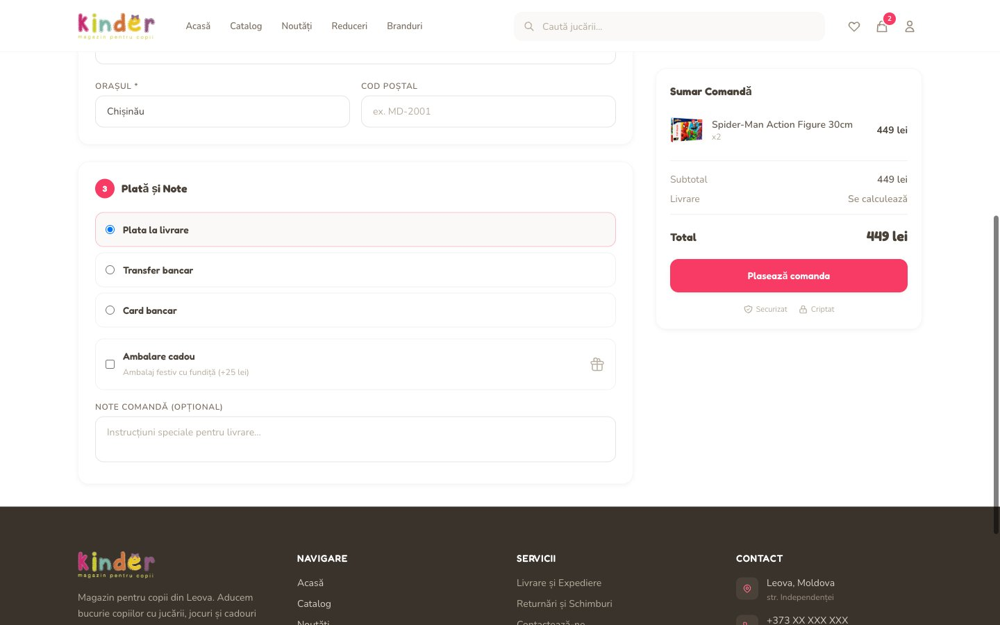 kinder
magazin pentru copii
Acasă
Catalog
Noutăți
Reduceri
Branduri
Caută jucării...
2
ORAȘUL *
COD POȘTAL
Chișinău
ex. MD-2001
3
Plată și Note
Plata la livrare
Transfer bancar
Card bancar
Ambalare cadou
Ambalaj festiv cu fundiță (+25 lei)
NOTE COMANDĂ (OPȚIONAL)
Instrucțiuni speciale pentru livrare...
Sumar Comandă
Spider-Man Action Figure 30cm
x2
449 lei
Subtotal
449 lei
Livrare
Se calculează
Total
449 lei
Plasează comanda
Securizat
Criptat
kinder
magazin pentru copii
Magazin pentru copii din Leova. Aducem
bucurie copiilor cu jucării, jocuri și cadouri
NAVIGARE
Acasă
Catalog
Noutăți
SERVICII
Livrare și Expediere
Returnări și Schimburi
Contactează-ne
CONTACT
Leova, Moldova
str. Independenței
+373 XX XXX XXX